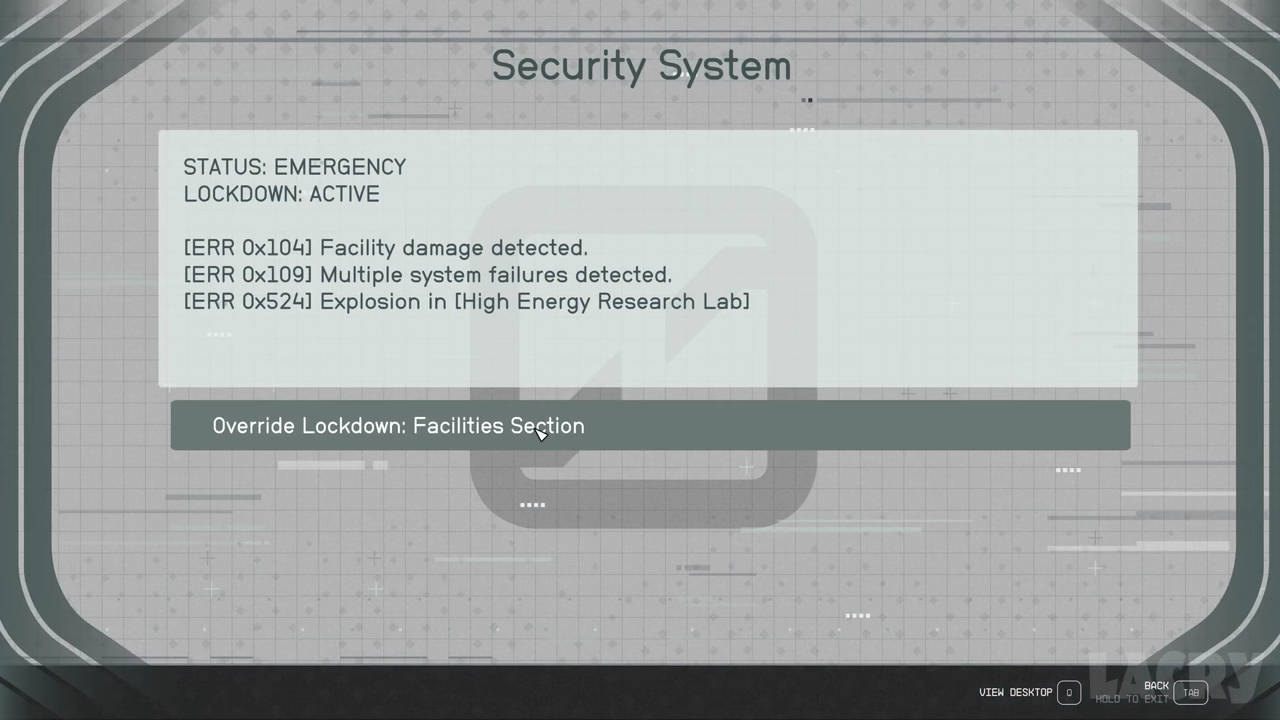 Security System
STATUS: EMERGENCY
LOCKDOWN: ACTIVE
[ERR 0x104] Facility damage detected.
[ERR 0x109] Multiple system failures detected.
[ERR 0x524] Explosion in [High Energy Research Lab]
Override Lockdown: Facilities Section
VIEW DESKTOP Q
BACK
HOLD TO EXIT TAB
LACRY